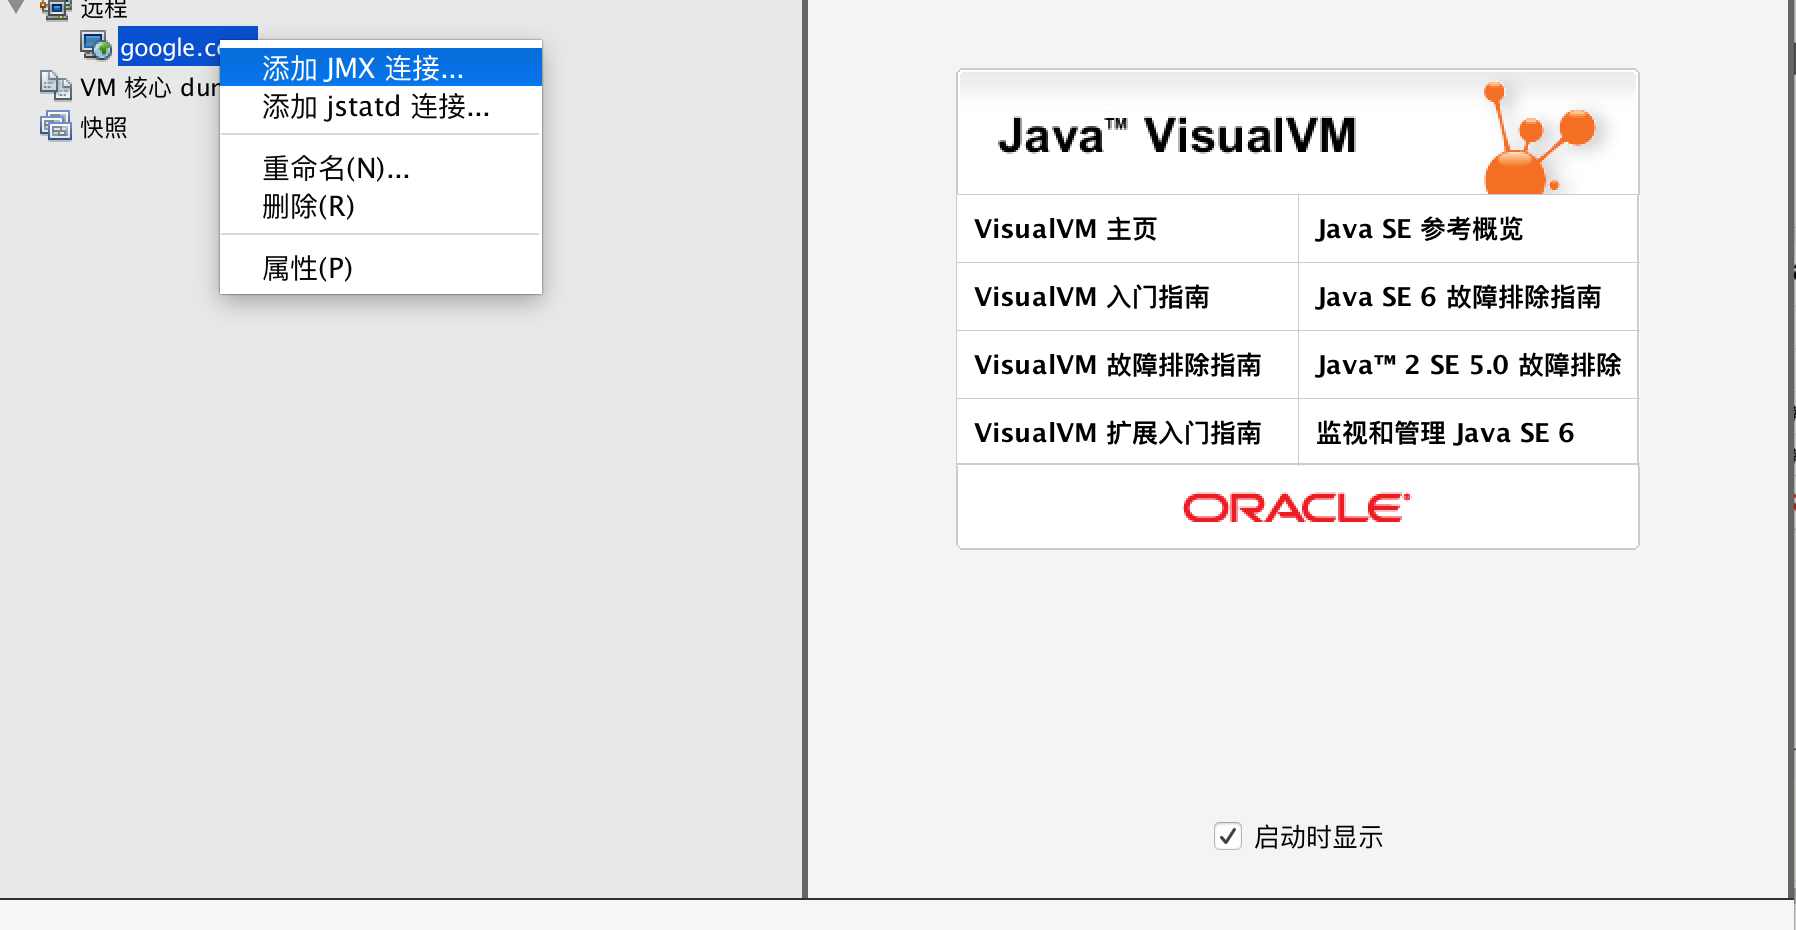 远程
google.c
添加 JMX 连接...
VM 核心
添加 jstatd 连接...
快照
重命名(N)...
删除(R)
属性(P)
Java™ VisualVM
VisualVM 主页
Java SE 参考概览
VisualVM 入门指南
Java SE 6 故障排除指南
VisualVM 故障排除指南
Java™ 2 SE 5.0 故障排除
VisualVM 扩展入门指南
监视和管理 Java SE 6
ORACLE
启动时显示